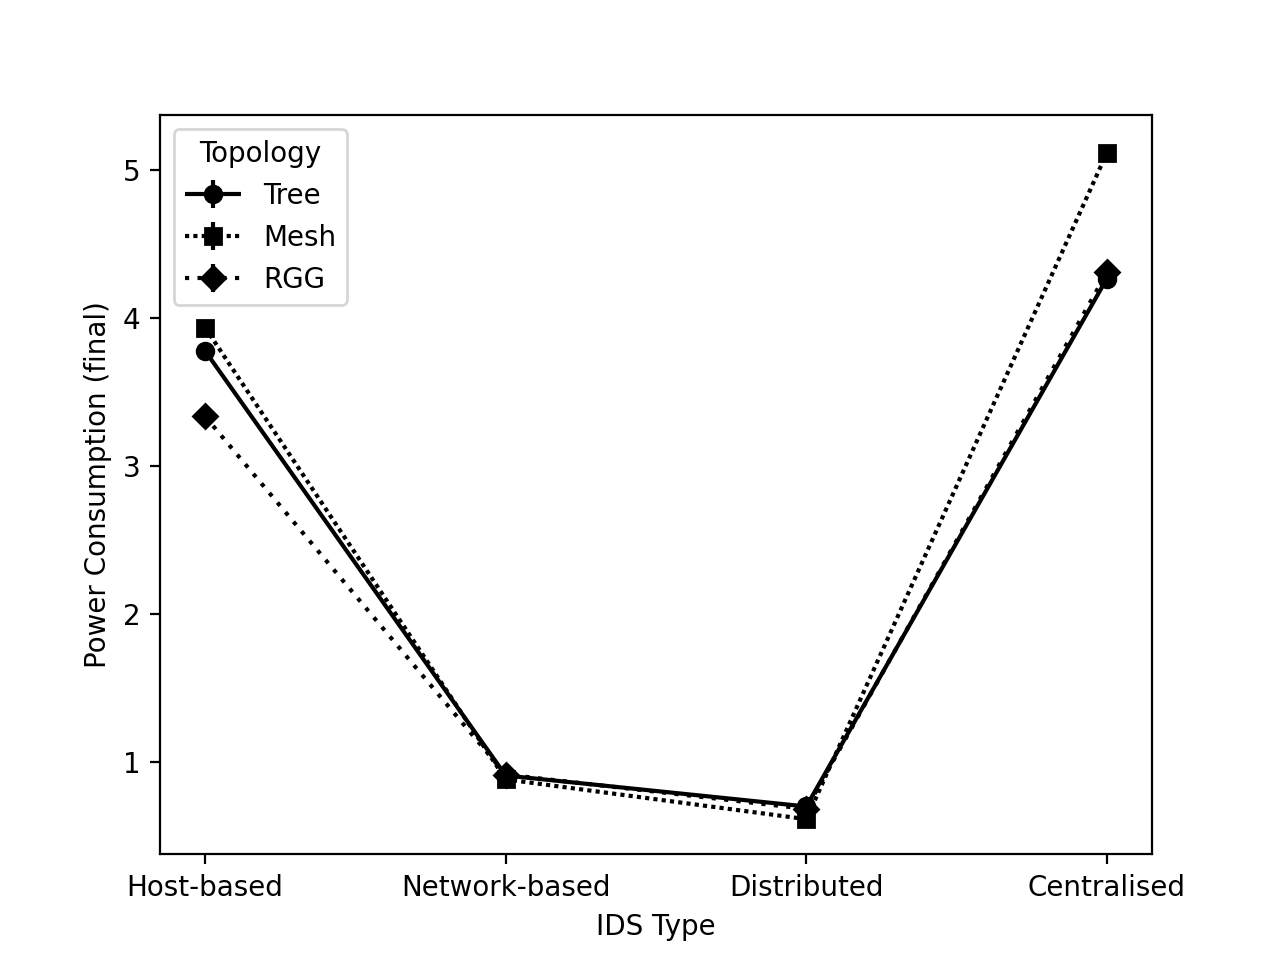 Topology
Tree
Mesh
RGG
5
4
3
2
1
Power Consumption (final)
Host-based
Network-based
Distributed
Centralised
IDS Type